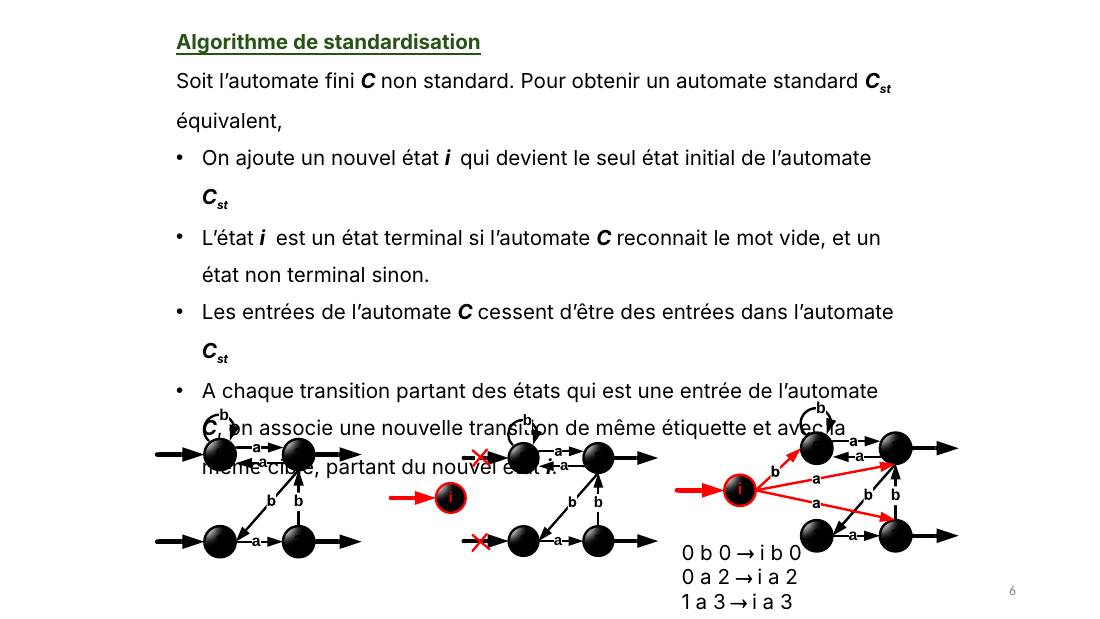 Algorithme de standardisation
Soit l’automate fini C non standard. Pour obtenir un automate standard Cst
équivalent,
• On ajoute un nouvel état i qui devient le seul état initial de l’automate
Cst
• L’état i est un état terminal si l’automate C reconnait le mot vide, et un
état non terminal sinon.
• Les entrées de l’automate C cessent d’être des entrées dans l’automate
Cst
• A chaque transition partant des états qui est une entrée de l’automate
C, on associe une nouvelle transition de même étiquette et avec la
même cible, partant du nouvel état i.
b
a
a
b
b
a
i
b
a
a
b
b
a
i
b
a
a
b
a
a
b
b
a
0 b 0 → i b 0
0 a 2 → i a 2
1 a 3 → i a 3
6